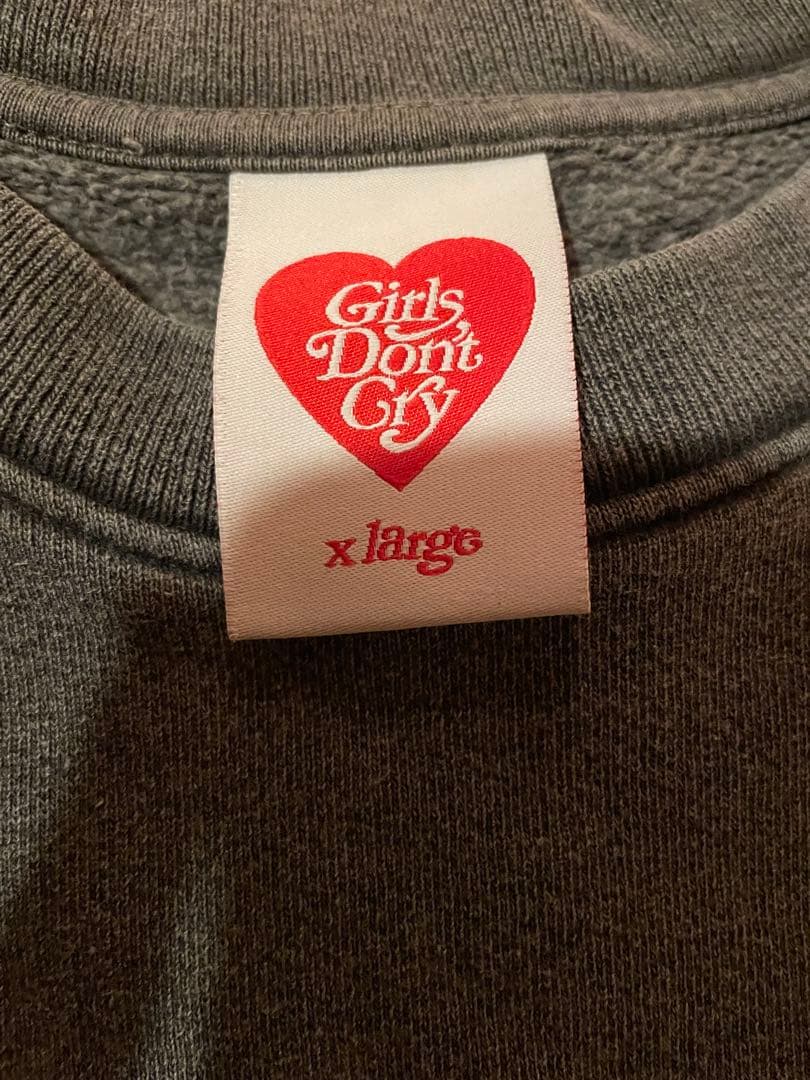 Girls
Don't
Cry
x large